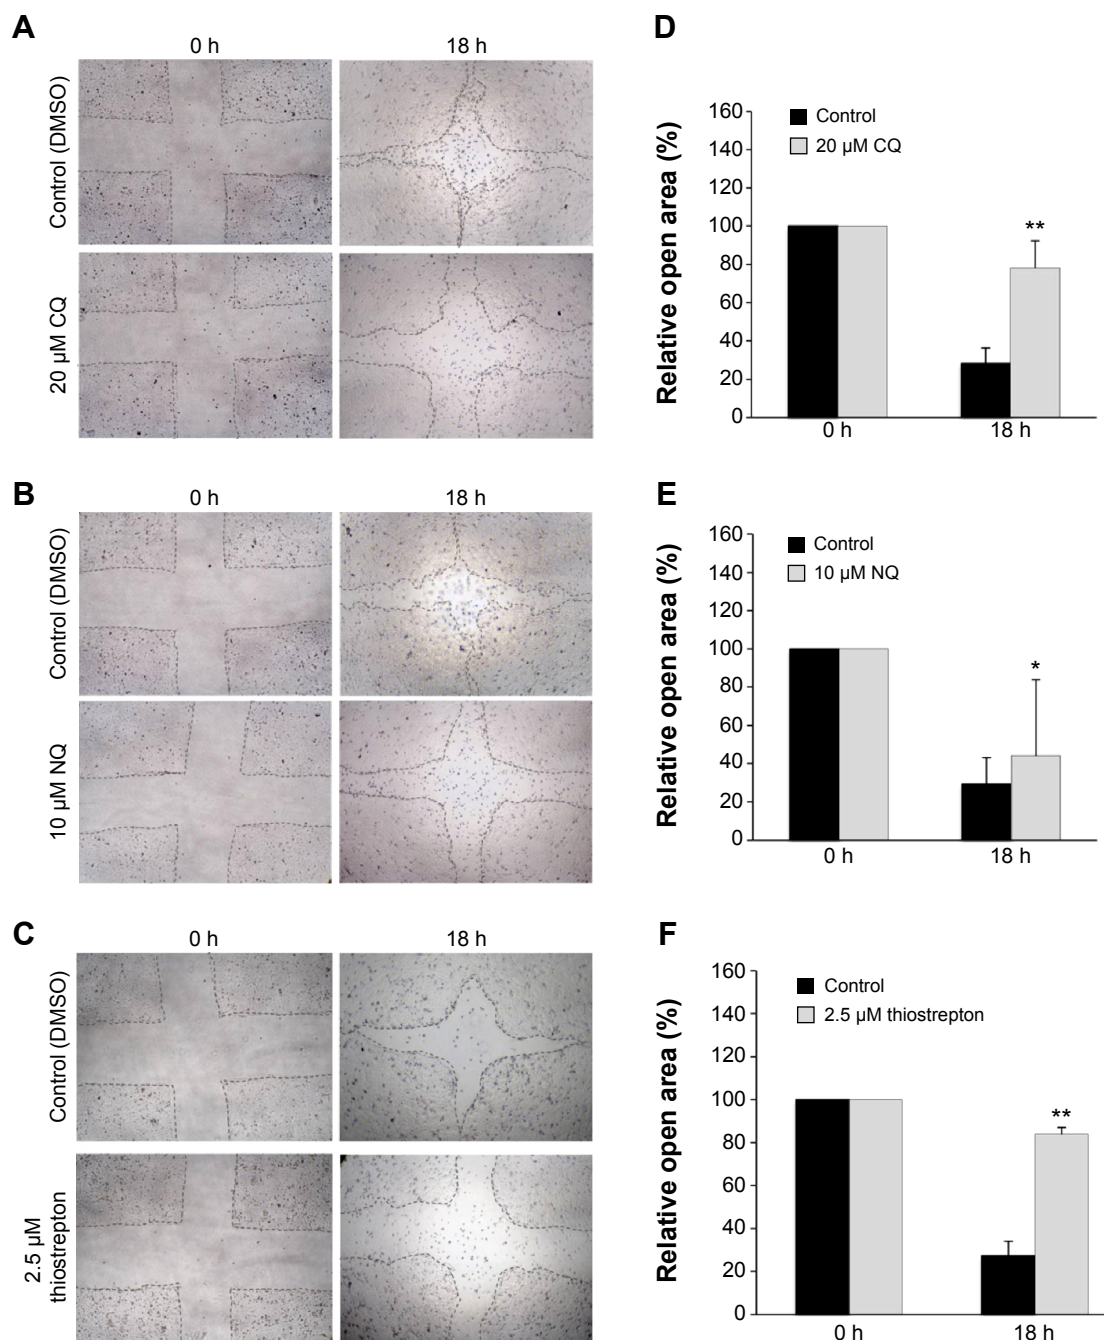 A
0 h
18 h
Control (DMSO)
20 µM CQ
B
0 h
18 h
Control (DMSO)
10 µM NQ
C
0 h
18 h
Control (DMSO)
2.5 µM
thiostrepton
D
Relative open area (%)
160
140
120
100
80
60
40
20
0
Control
20 µM CQ
**
0 h
18 h
E
Relative open area (%)
160
140
120
100
80
60
40
20
0
Control
10 µM NQ
*
0 h
18 h
F
Relative open area (%)
160
140
120
100
80
60
40
20
0
Control
2.5 µM thiostrepton
**
0 h
18 h